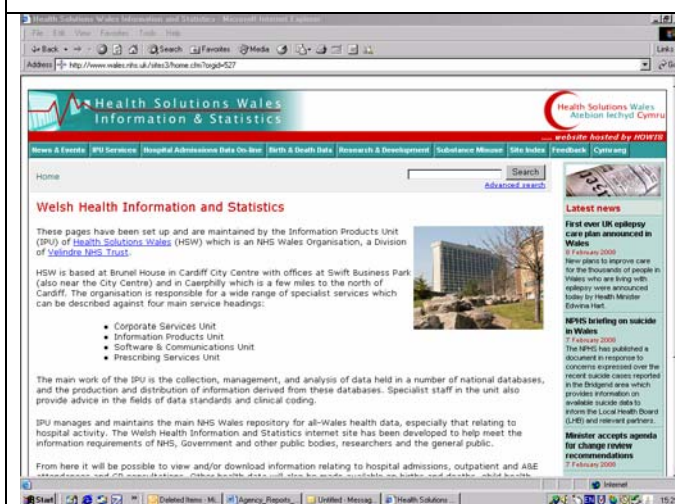 Health Solutions Wales Information and Statistics - Microsoft Internet Explorer
File Edit View Favorites Tools Help
Back Search Favorites Media
Links
Address http://www.wales.nhs.uk/sites3/home.cfm?orgid=527
Health Solutions Wales
Information & Statistics
Health Solutions Wales
Atebion Iechyd Cymru
.... website hosted by HOWIS
News & Events IPU Services Hospital Admissions Data On-line Birth & Death Data Research & Development Substance Misuse Site Index Feedback Cymraeg
Home
Search
Advanced search
Welsh Health Information and Statistics
These pages have been set up and are maintained by the Information Products Unit
(IPU) of Health Solutions Wales (HSW) which is an NHS Wales Organisation, a Division
of Velindre NHS Trust.
HSW is based at Brunel House in Cardiff City Centre with offices at Swift Business Park
(also near the City Centre) and in Caerphilly which is a few miles to the north of
Cardiff. The organisation is responsible for a wide range of specialist services which
can be described against four main service headings:
• Corporate Services Unit
• Information Products Unit
• Software & Communications Unit
• Prescribing Services Unit
The main work of the IPU is the collection, management, and analysis of data held in a number of national databases,
and the production and distribution of information derived from these databases. Specialist staff in the unit also
provide advice in the fields of data standards and clinical coding.
IPU manages and maintains the main NHS Wales repository for all-Wales health data, especially that relating to
hospital activity. The Welsh Health Information and Statistics internet site has been developed to help meet the
information requirements of NHS, Government and other public bodies, researchers and the general public.
From here it will be possible to view and/or download information relating to hospital admissions, outpatient and A&E
Latest news
First ever UK epilepsy
care plan announced in
Wales
8 February 2008
New plans to improve care
for the thousands of people in
Wales who are living with
epilepsy were announced
today by Health Minister
Edwina Hart.
NPHS briefing on suicide
in Wales
7 February 2008
The NPHS has published a
document in response to
concerns expressed over the
recent suicide cases reported
in the Bridgend area which
provides information on
available suicide data to
inform the Local Health Board
(LHB) and relevant partners.
Minister accepts agenda
for change review
recommendations
7 February 2008
Internet
Start Deleted Items - Mi... Agency_Reports_... Untitled - Messag... Health Solutions ...